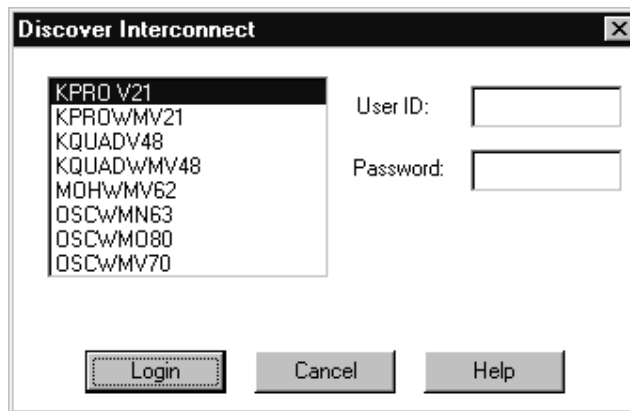 Discover Interconnect
KPRO V21
KPROWMV21
KQUADV48
KQUADWMV48
MOHWMV62
OSCWMN63
OSCWMO80
OSCWMV70
User ID:
Password:
Login
Cancel
Help